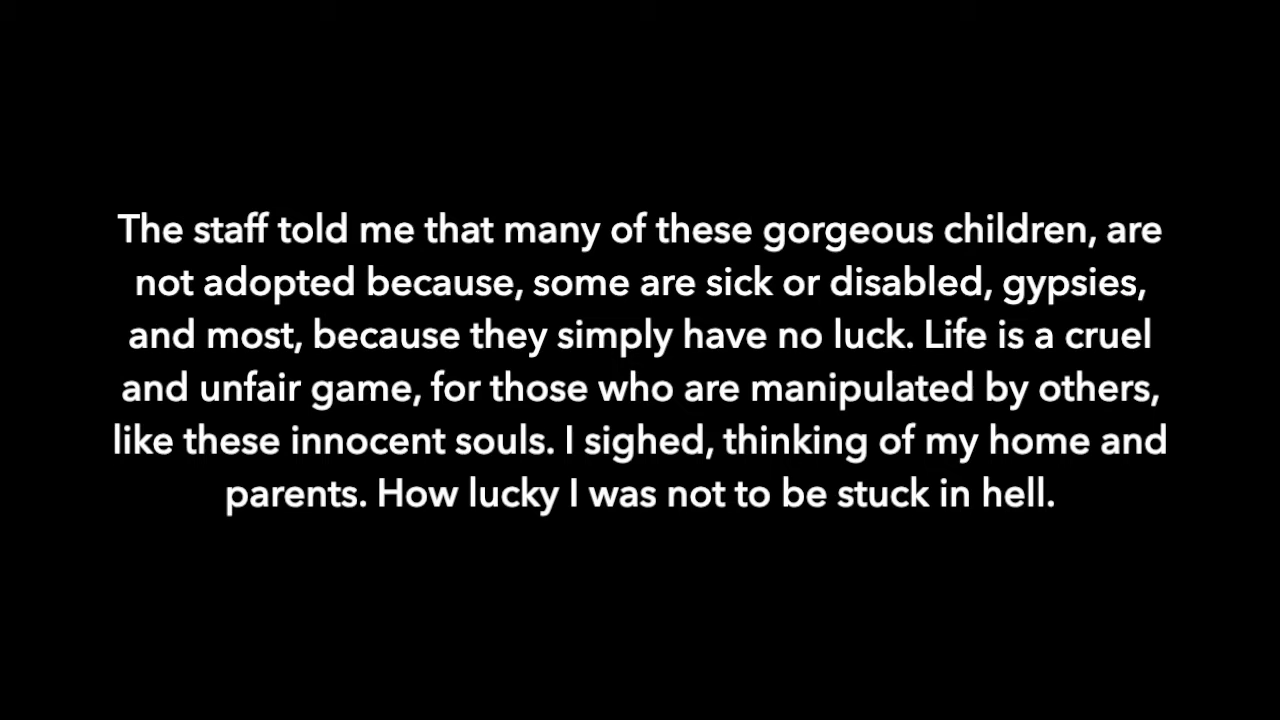 The staff told me that many of these gorgeous children, are
not adopted because, some are sick or disabled, gypsies,
and most, because they simply have no luck. Life is a cruel
and unfair game, for those who are manipulated by others,
like these innocent souls. I sighed, thinking of my home and
parents. How lucky I was not to be stuck in hell.